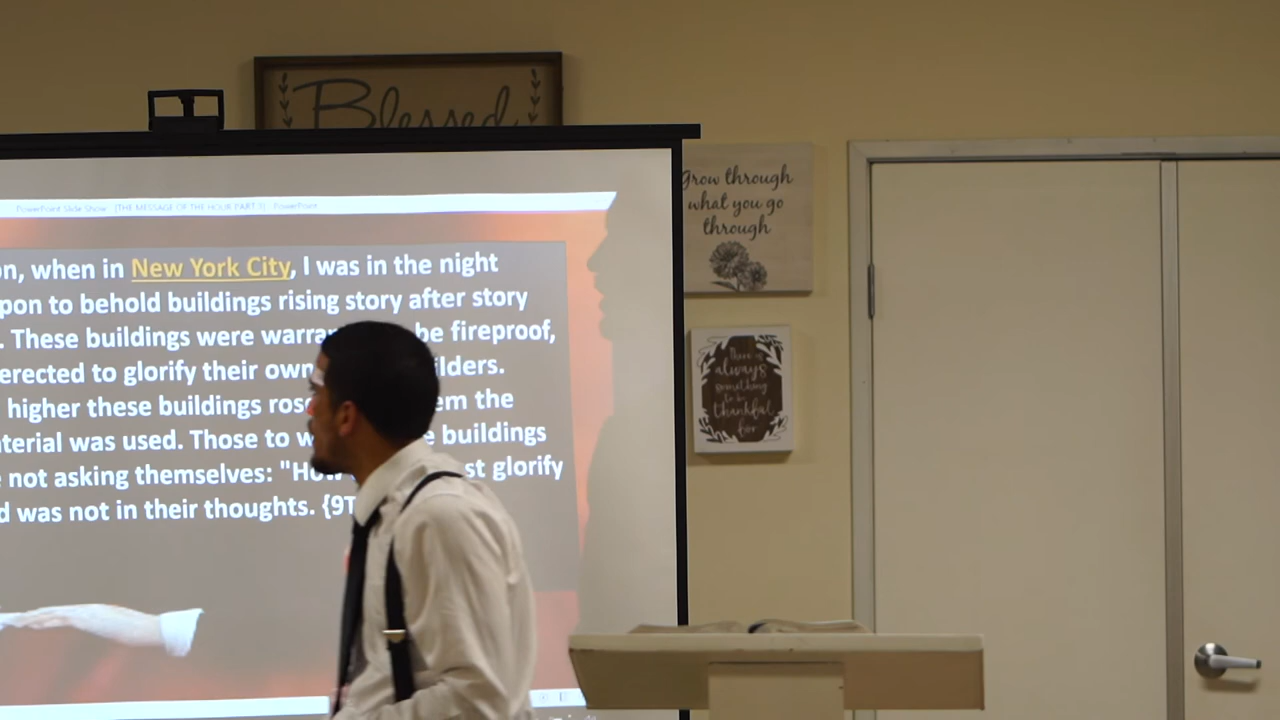 Blessed
PowerPoint Slide Show - [THE MESSAGE OF THE HOUR (PART 3)] - PowerPoint
Grow through
what you go
through
on, when in New York City, I was in the night
pon to behold buildings rising story after story
. These buildings were warra be fireproof,
erected to glorify their own ilders.
higher these buildings rose em the
aterial was used. Those to w e buildings
e not asking themselves: "How st glorify
d was not in their thoughts. {9T
There is
always
something
to be
thankful
for